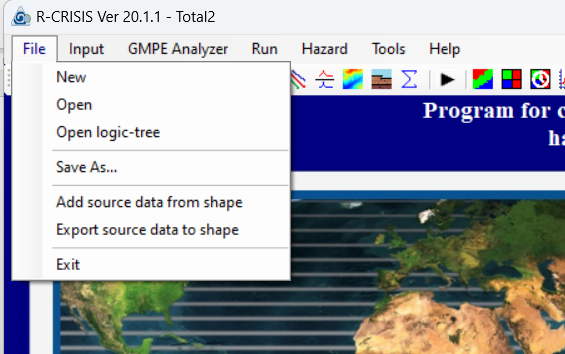 R-CRISIS Ver 20.1.1 - Total2
File Input GMPE Analyzer Run Hazard Tools Help
New
Open
Open logic-tree
Save As...
Add source data from shape
Export source data to shape
Exit
Program for